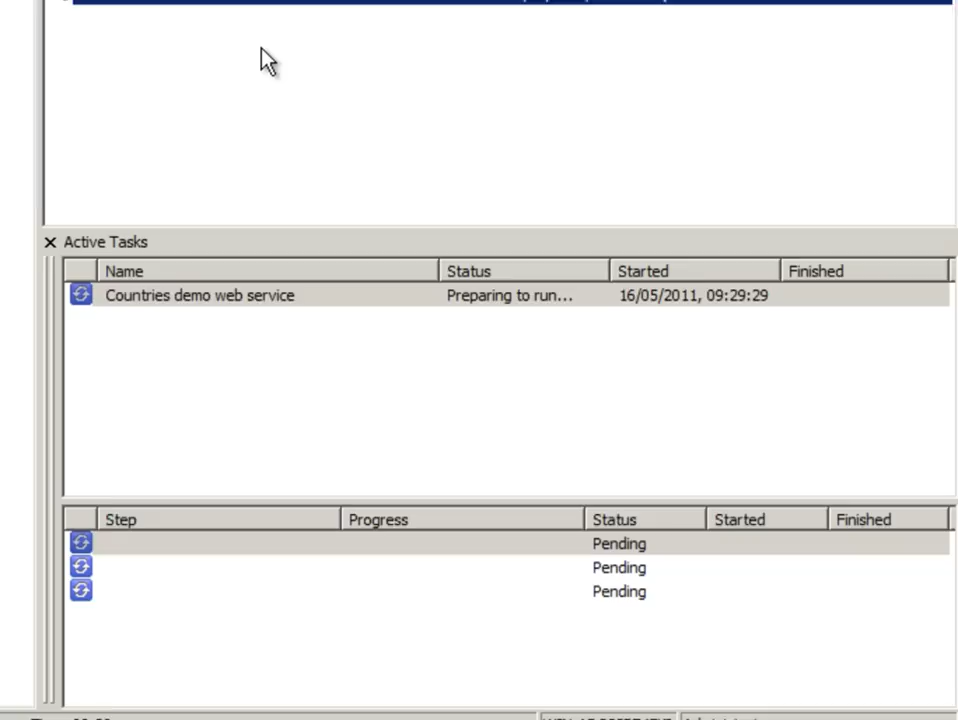 Active Tasks
Name Status Started Finished
Countries demo web service Preparing to run... 16/05/2011, 09:29:29
Step Progress Status Started Finished
Pending
Pending
Pending